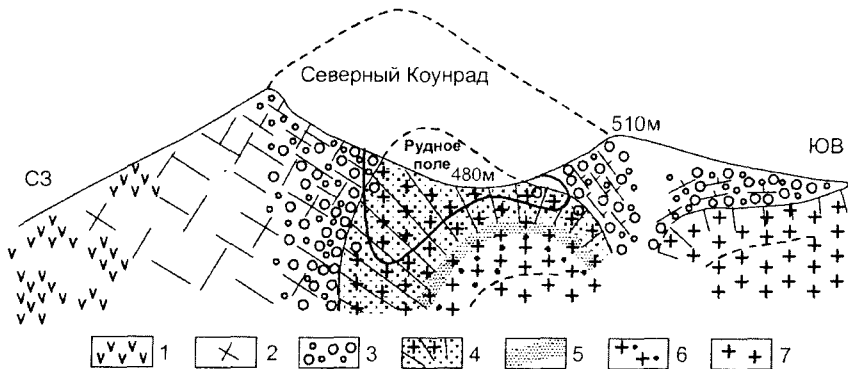 Северный Коунрад
510м
Рудное
поле
480м
СЗ
ЮВ
1 2 3 4 5 6 7